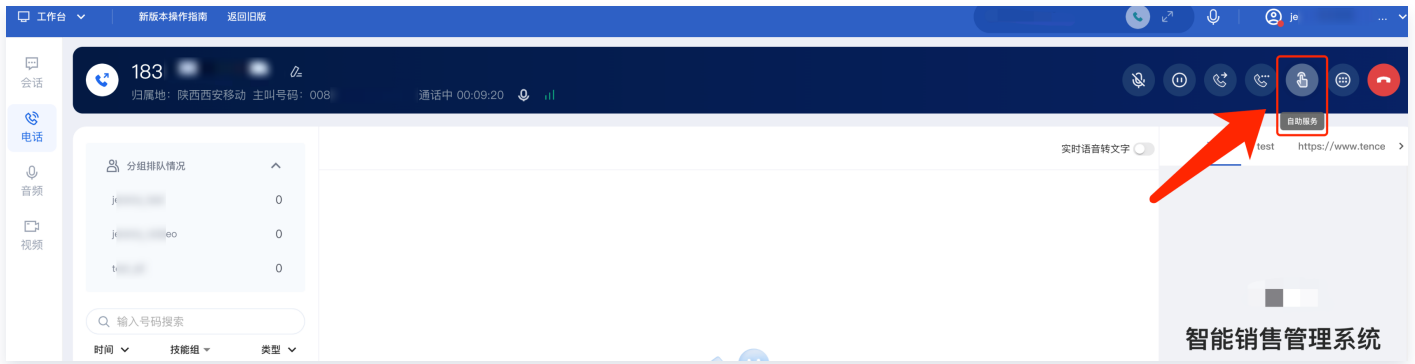 工作台 新版本操作指南 返回旧版 je ...
会话
183
归属地：陕西西安移动 主叫号码：008 通话中 00:09:20
自助服务
电话
实时语音转文字 test https://www.tence
分组排队情况
音频
0
视频
eo 0
0
输入号码搜索
时间 技能组 类型
智能销售管理系统